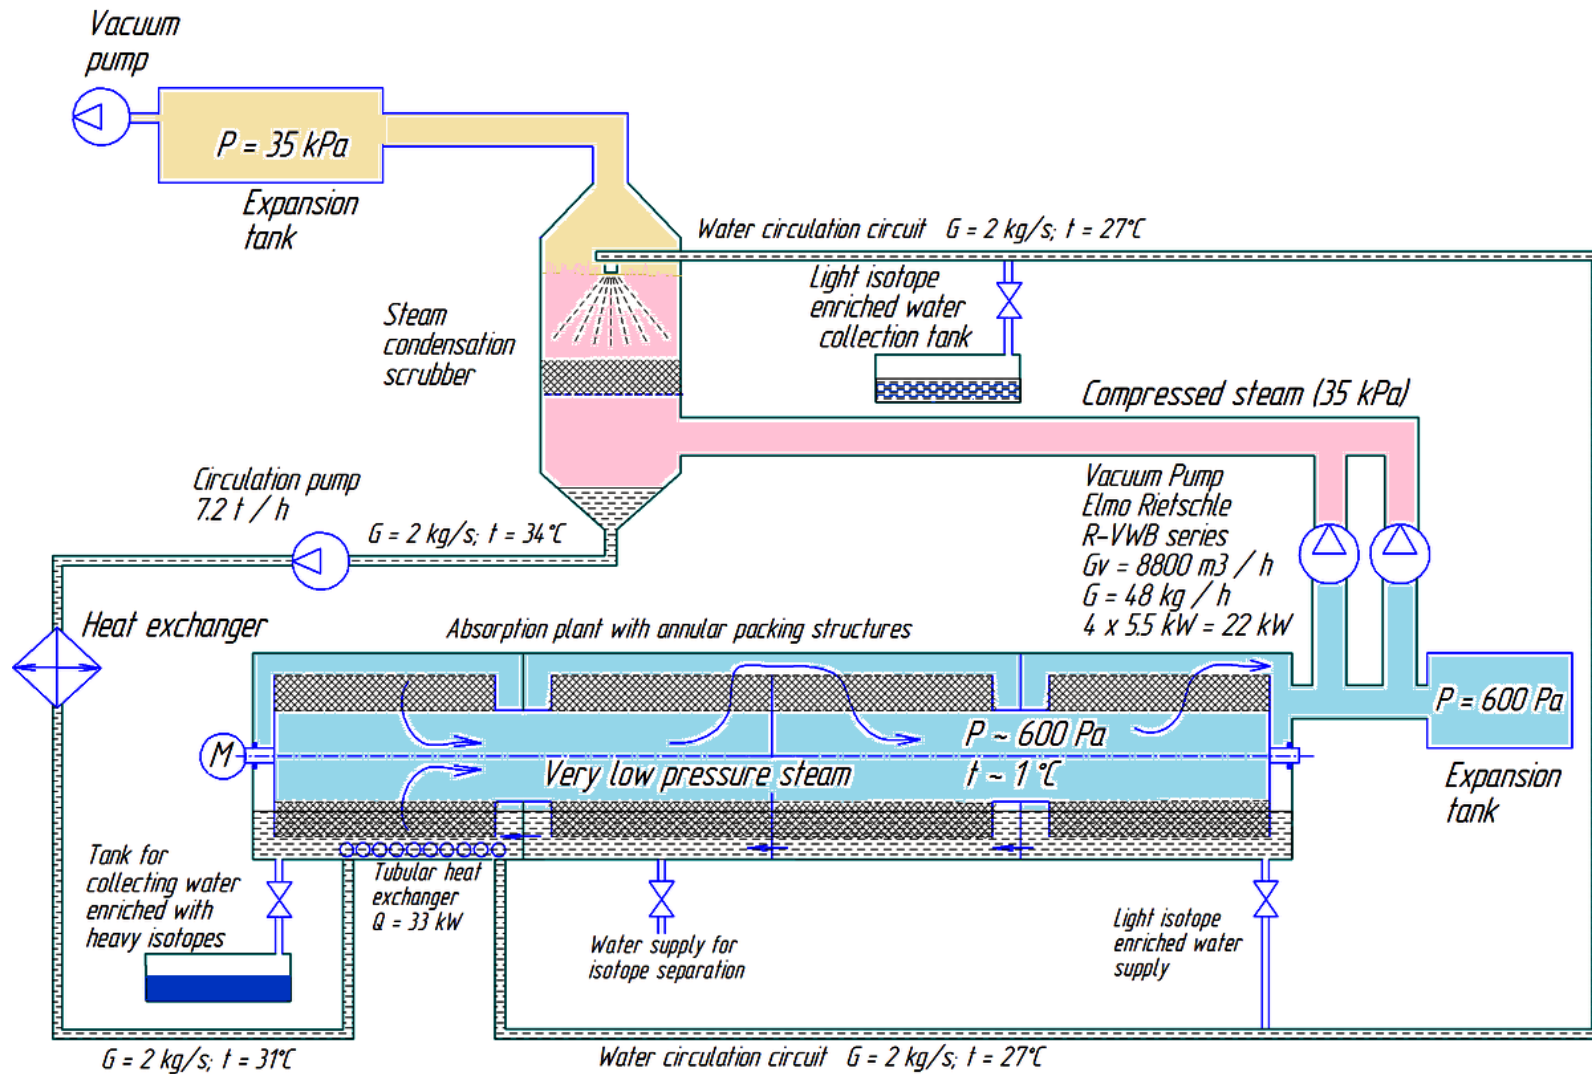 Vacuum
pump
P = 35 kPa
Expansion
tank
Water circulation circuit G = 2 kg/s; t = 27°C
Light isotope
enriched water
collection tank
Steam
condensation
scrubber
Compressed steam (35 kPa)
Circulation pump
7.2 t / h
G = 2 kg/s; t = 34°C
Vacuum Pump
Elmo Rietschle
R-VWB series
Gv = 8800 m3 / h
G = 48 kg / h
4 x 5.5 kW = 22 kW
Heat exchanger
Absorption plant with annular packing structures
M
P ~ 600 Pa
t ~ 1 °C
Very low pressure steam
P = 600 Pa
Expansion
tank
Tank for
collecting water
enriched with
heavy isotopes
Tubular heat
exchanger
Q = 33 kW
Water supply for
isotope separation
Light isotope
enriched water
supply
G = 2 kg/s; t = 31°C
Water circulation circuit G = 2 kg/s; t = 27°C